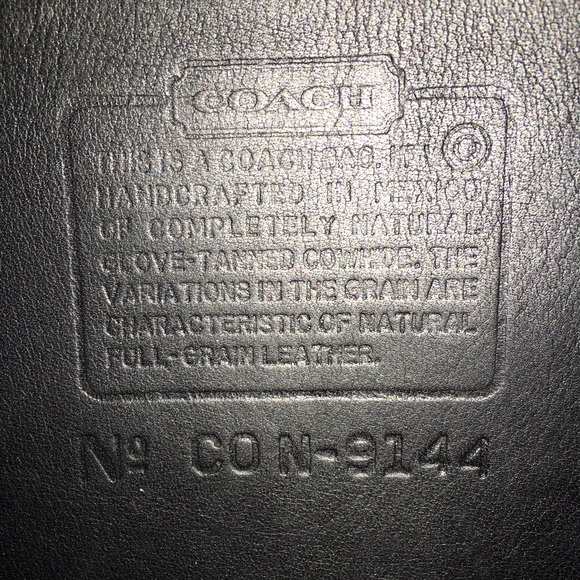 COACH
THIS IS A COACH BAG. IT IS
HANDCRAFTED IN MEXICO
OF COMPLETELY NATURAL
GLOVE-TANNED COWHIDE. THE
VARIATIONS IN THE GRAIN ARE
CHARACTERISTIC OF NATURAL
FULL-GRAIN LEATHER.
Nº CON-9144